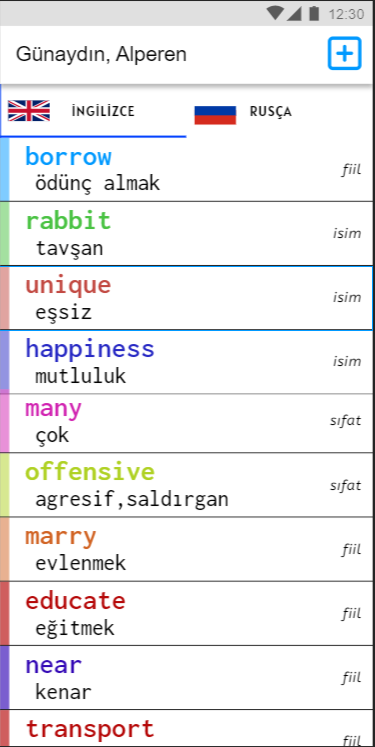 12:30
Günaydın, Alperen
İNGİLİZCE RUSÇA
borrow
ödünç almak
fiil
rabbit
tavşan
isim
unique
eşsiz
isim
happiness
mutluluk
isim
many
çok
sıfat
offensive
agresif,saldırgan
sıfat
marry
evlenmek
fiil
educate
eğitmek
fiil
near
kenar
fiil
transport
fiil